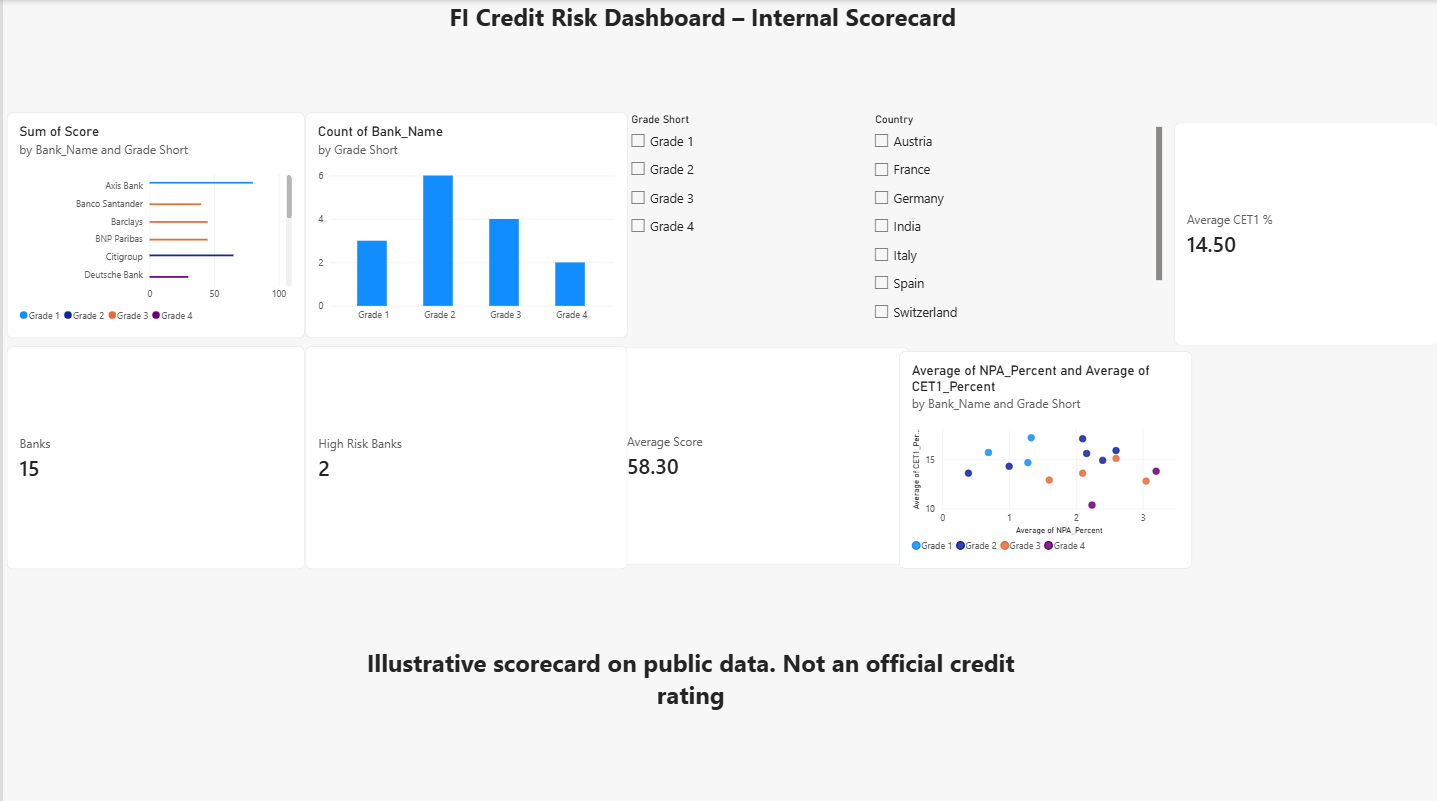 FI Credit Risk Dashboard – Internal Scorecard
Sum of Score
by Bank_Name and Grade Short
Axis Bank
Banco Santander
Barclays
BNP Paribas
Citigroup
Deutsche Bank
0 50 100
Grade 1 Grade 2 Grade 3 Grade 4
Count of Bank_Name
by Grade Short
6
4
2
0
Grade 1 Grade 2 Grade 3 Grade 4
Grade Short
Grade 1
Grade 2
Grade 3
Grade 4
Country
Austria
France
Germany
India
Italy
Spain
Switzerland
Average CET1 %
14.50
Banks
15
High Risk Banks
2
Average Score
58.30
Average of NPA_Percent and Average of
CET1_Percent
by Bank_Name and Grade Short
Average of CET1_Per...
15
10
0 1 2 3
Average of NPA_Percent
Grade 1 Grade 2 Grade 3 Grade 4
Illustrative scorecard on public data. Not an official credit
rating